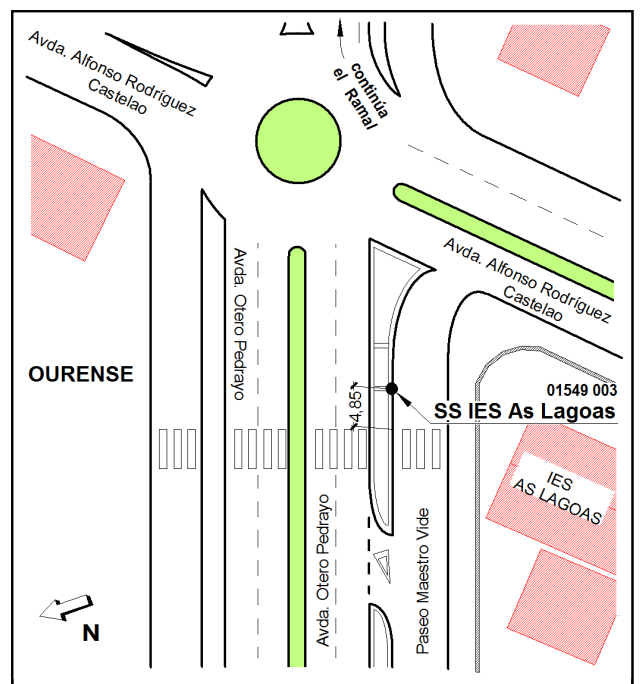 Avda. Alfonso Rodríguez
Castelao
continúa
el Ramal
Avda. Otero Pedrayo
Avda. Alfonso Rodríguez
Castelao
OURENSE
4,85
01549 003
SS IES As Lagoas
IES
AS LAGOAS
Avda. Otero Pedrayo
Paseo Maestro Vide
N